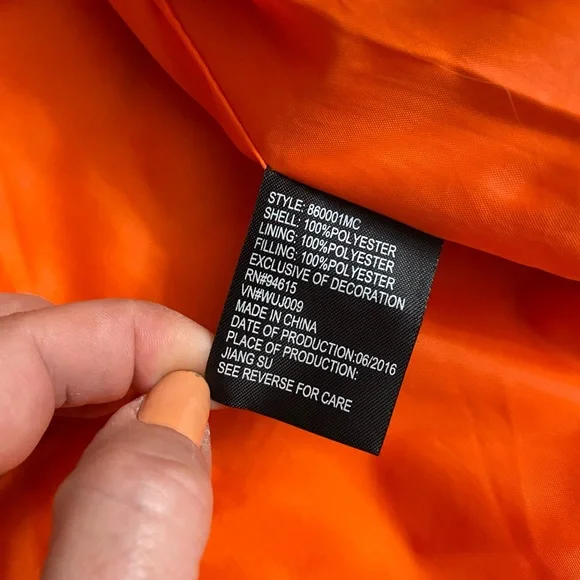 STYLE: 860001MC
SHELL: 100%POLYESTER
LINING: 100%POLYESTER
FILLING: 100%POLYESTER
EXCLUSIVE OF DECORATION
RN#94615
VN#WUJ009
MADE IN CHINA
DATE OF PRODUCTION:06/2016
PLACE OF PRODUCTION:
JIANG SU
SEE REVERSE FOR CARE